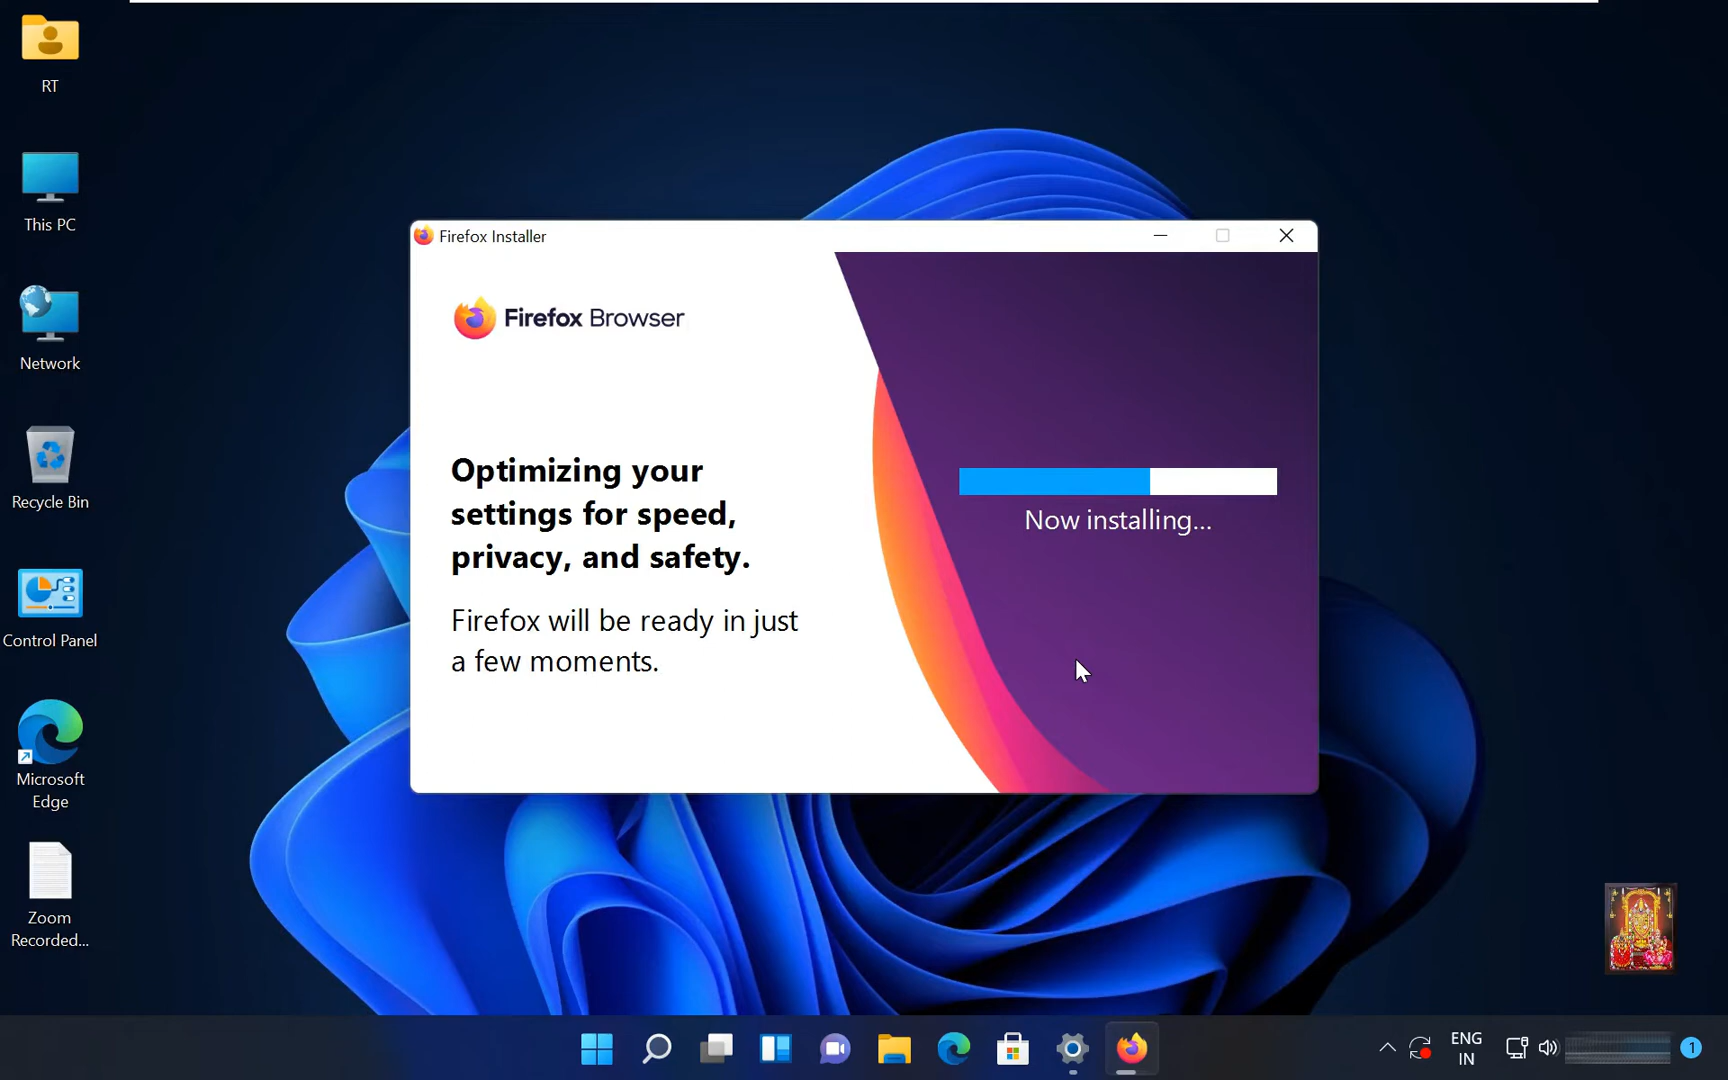 RT
This PC
Network
Recycle Bin
Control Panel
Microsoft
Edge
Zoom
Recorded...
Firefox Installer
Firefox Browser
Optimizing your
settings for speed,
privacy, and safety.
Firefox will be ready in just
a few moments.
Now installing...
ENG
IN
1